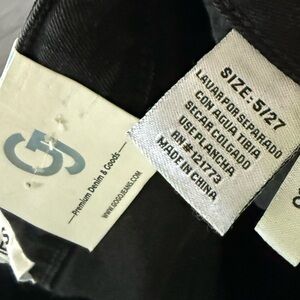 GJ
Premium Denim & Goods
WWW.GOGOJEANS.COM
SIZE: 5/27
LAVAR POR SEPARADO
CON AGUA TIBIA
SECAR COLGADO
USE PLANCHA
RN# 121773
MADE IN CHINA